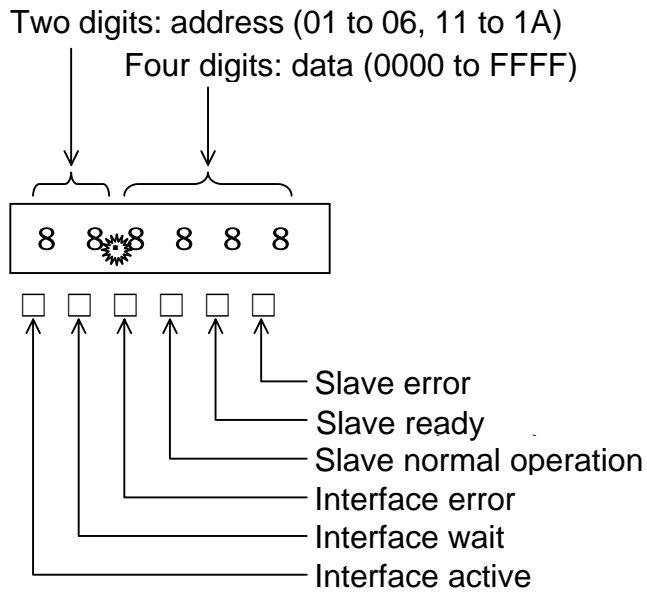 Two digits: address (01 to 06, 11 to 1A)
Four digits: data (0000 to FFFF)
8 8 8 8 8 8
Slave error
Slave ready
Slave normal operation
Interface error
Interface wait
Interface active